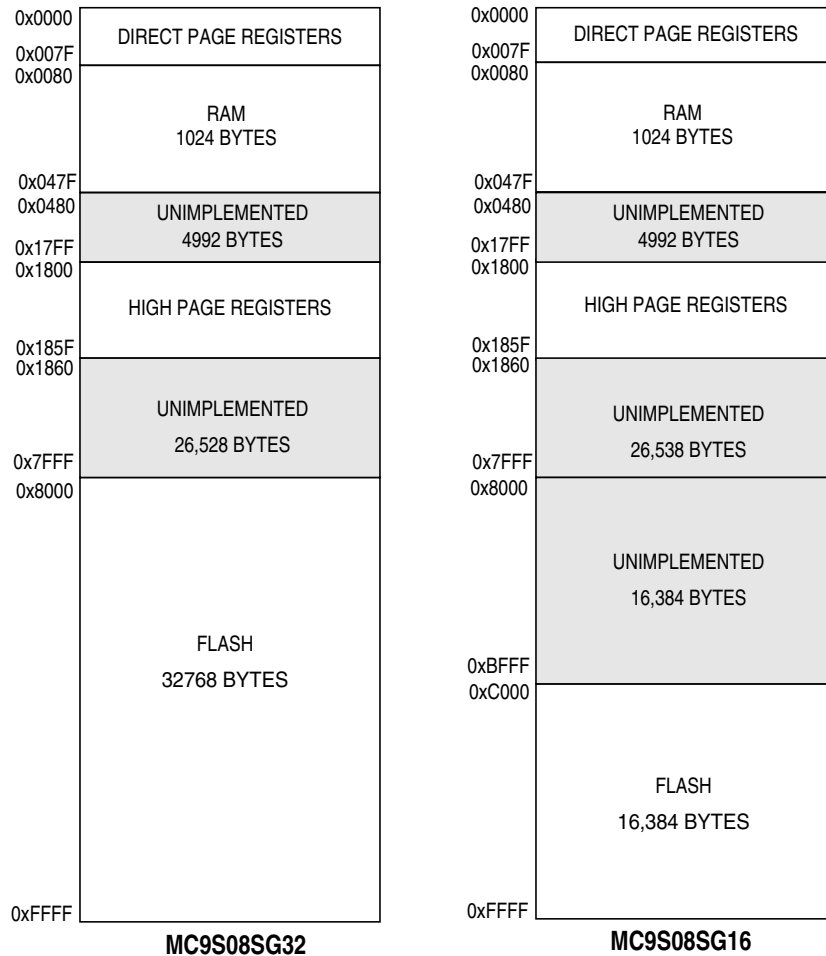 0x0000
DIRECT PAGE REGISTERS
0x007F
0x0080
RAM
1024 BYTES
0x047F
0x0480
UNIMPLEMENTED
4992 BYTES
0x17FF
0x1800
HIGH PAGE REGISTERS
0x185F
0x1860
UNIMPLEMENTED
26,528 BYTES
0x7FFF
0x8000
FLASH
32768 BYTES
0xFFFF
MC9S08SG32
0x0000
DIRECT PAGE REGISTERS
0x007F
0x0080
RAM
1024 BYTES
0x047F
0x0480
UNIMPLEMENTED
4992 BYTES
0x17FF
0x1800
HIGH PAGE REGISTERS
0x185F
0x1860
UNIMPLEMENTED
26,538 BYTES
0x7FFF
0x8000
UNIMPLEMENTED
16,384 BYTES
0xBFFF
0xC000
FLASH
16,384 BYTES
0xFFFF
MC9S08SG16